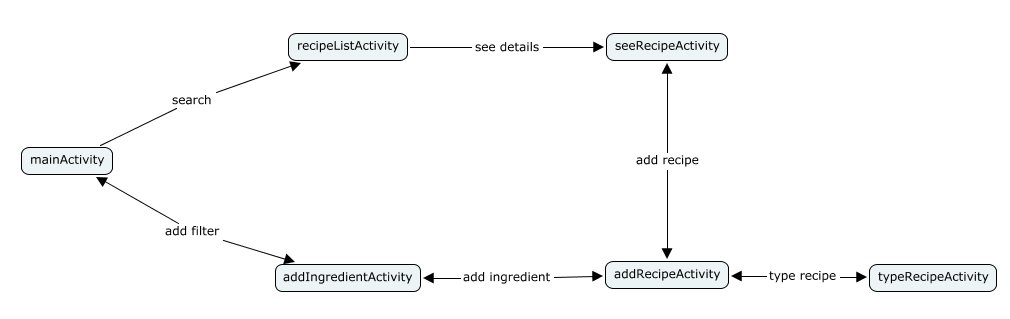 recipeListActivity
see details
seeRecipeActivity
search
mainActivity
add recipe
add filter
addIngredientActivity
add ingredient
addRecipeActivity
type recipe
typeRecipeActivity